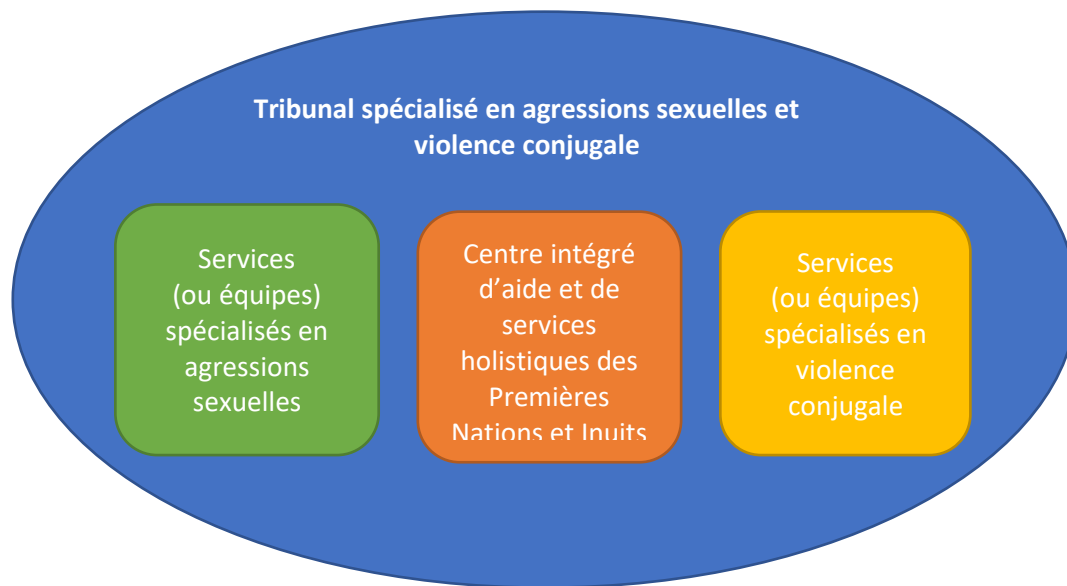 Tribunal spécialisé en agressions sexuelles et
violence conjugale
Services
(ou équipes)
spécialisés en
agressions
sexuelles
Centre intégré
d’aide et de
services
holistiques des
Premières
Nations et Inuits
Services
(ou équipes)
spécialisés en
violence
conjugale